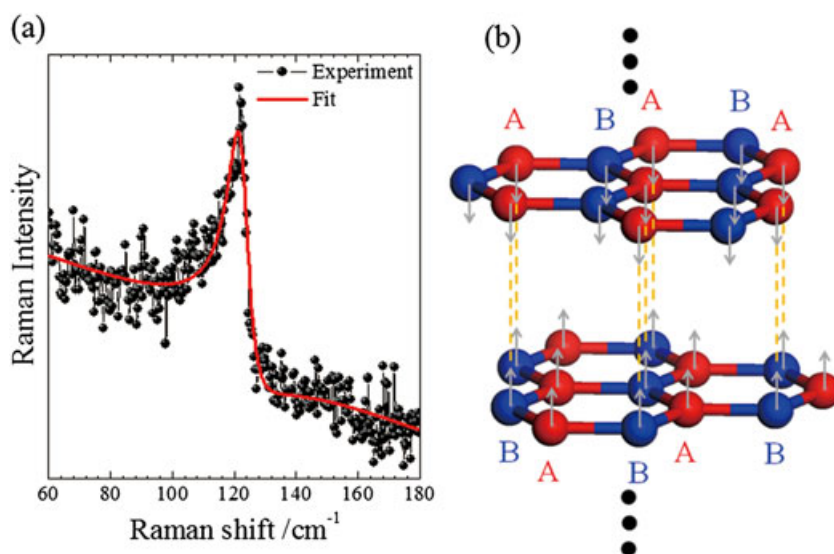 (a)
Experiment
Fit
Raman Intensity
60 80 100 120 140 160 180
Raman shift /cm⁻¹
(b)
A B A B A
B A B A B